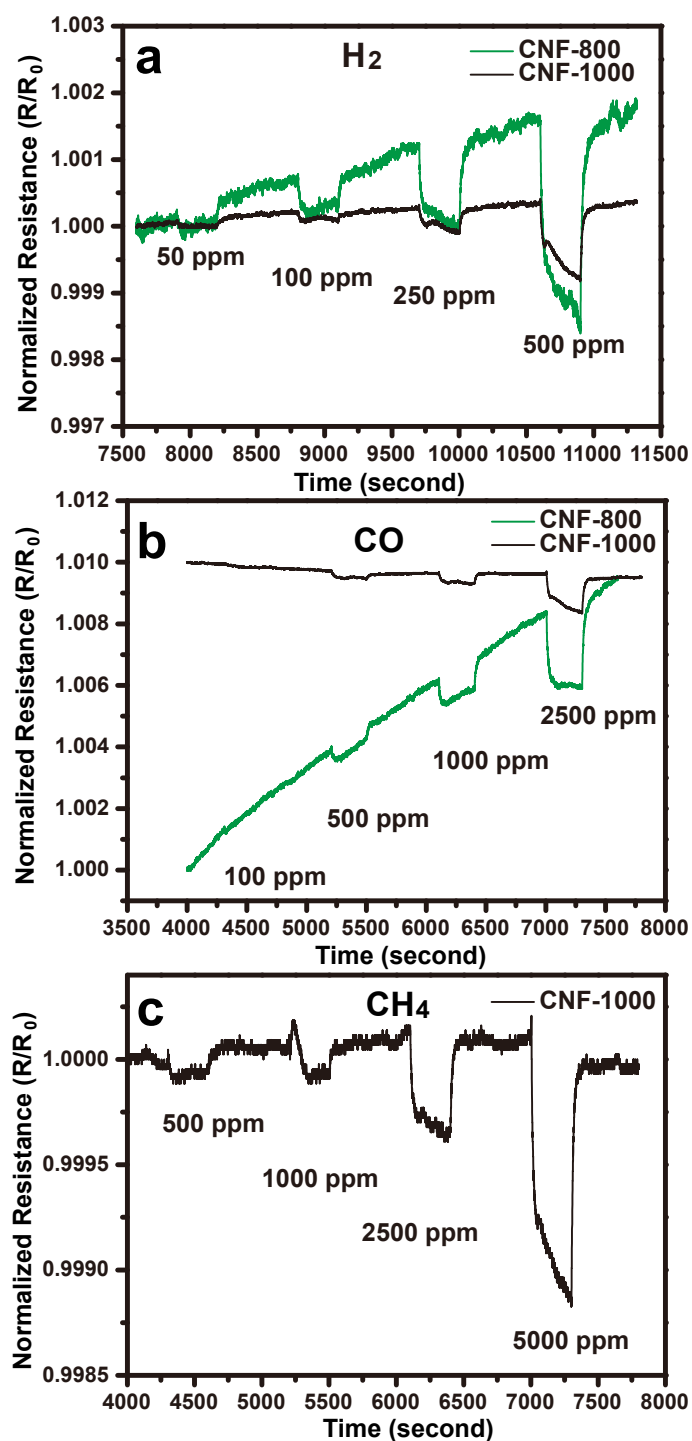 a
H2
CNF-800
CNF-1000
Normalized Resistance (R/R0)
1.003
1.002
1.001
1.000
0.999
0.998
0.997
50 ppm
100 ppm
250 ppm
500 ppm
7500 8000 8500 9000 9500 10000 10500 11000 11500
Time (second)
b
CO
CNF-800
CNF-1000
Normalized Resistance (R/R0)
1.012
1.010
1.008
1.006
1.004
1.002
1.000
100 ppm
500 ppm
1000 ppm
2500 ppm
3500 4000 4500 5000 5500 6000 6500 7000 7500 8000
Time (second)
c
CH4
CNF-1000
Normalized Resistance (R/R0)
1.0000
0.9995
0.9990
0.9985
500 ppm
1000 ppm
2500 ppm
5000 ppm
4000 4500 5000 5500 6000 6500 7000 7500 8000
Time (second)